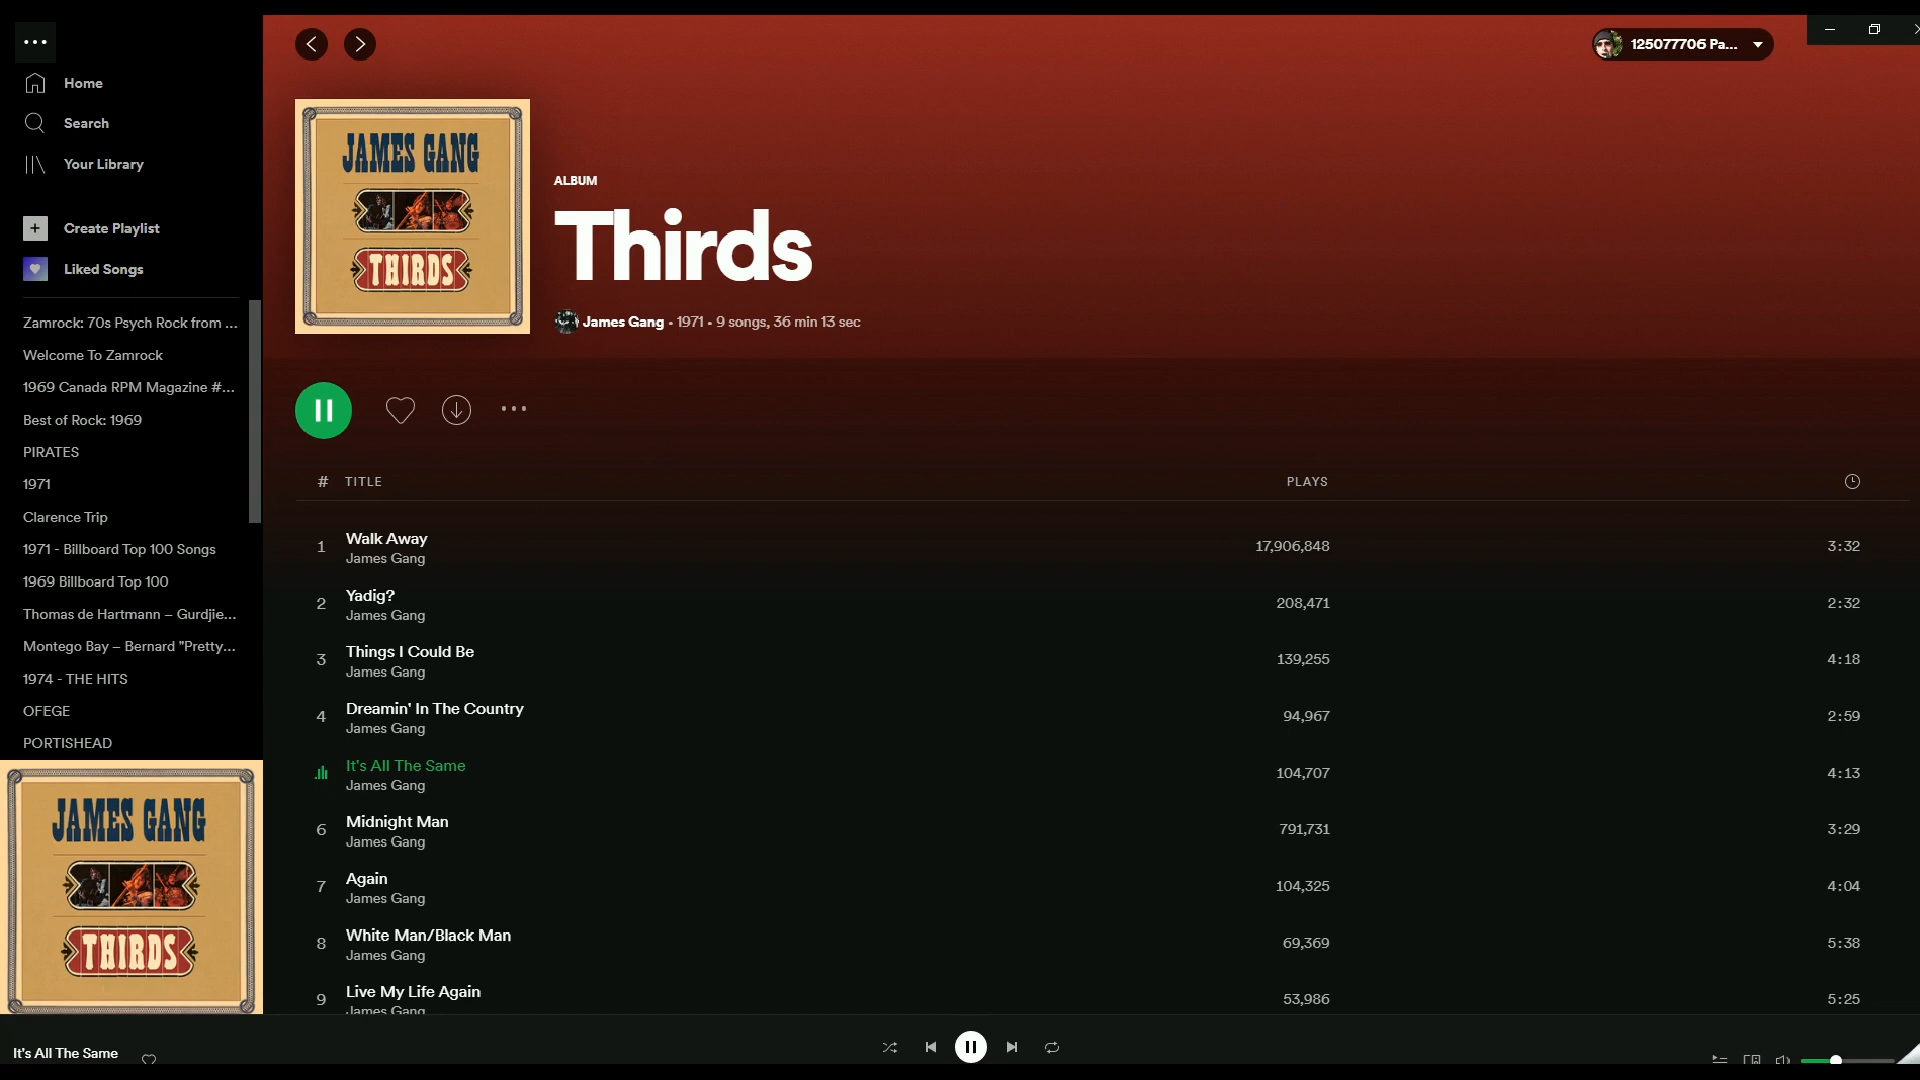 Home
Search
Your Library
Create Playlist
Liked Songs
Zamrock: 70s Psych Rock from ...
Welcome To Zamrock
1969 Canada RPM Magazine #...
Best of Rock: 1969
PIRATES
1971
Clarence Trip
1971 - Billboard Top 100 Songs
1969 Billboard Top 100
Thomas de Hartmann – Gurdjie...
Montego Bay – Bernard "Pretty...
1974 - THE HITS
OFEGE
PORTISHEAD
JAMES GANG
THIRDS
It's All The Same
125077706 Pa...
JAMES GANG
THIRDS
ALBUM
Thirds
James Gang • 1971 • 9 songs, 36 min 13 sec
# TITLE PLAYS
1 Walk Away 17,906,848 3:32
James Gang
2 Yadig? 208,471 2:32
James Gang
3 Things I Could Be 139,255 4:18
James Gang
4 Dreamin' In The Country 94,967 2:59
James Gang
It's All The Same 104,707 4:13
James Gang
6 Midnight Man 791,731 3:29
James Gang
7 Again 104,325 4:04
James Gang
8 White Man/Black Man 69,369 5:38
James Gang
9 Live My Life Again 53,986 5:25
James Gang